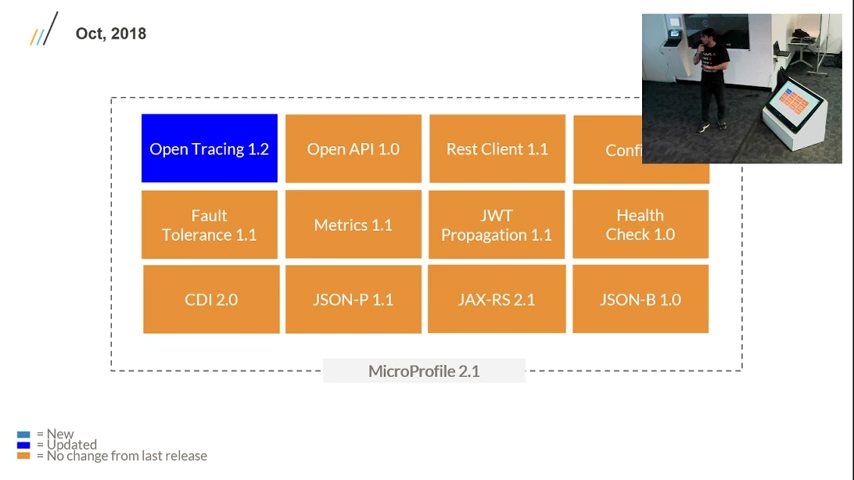 Oct, 2018
Open Tracing 1.2
Open API 1.0
Rest Client 1.1
Fault
Tolerance 1.1
Metrics 1.1
JWT
Propagation 1.1
Health
Check 1.0
CDI 2.0
JSON-P 1.1
JAX-RS 2.1
JSON-B 1.0
MicroProfile 2.1
= New
= Updated
= No change from last release